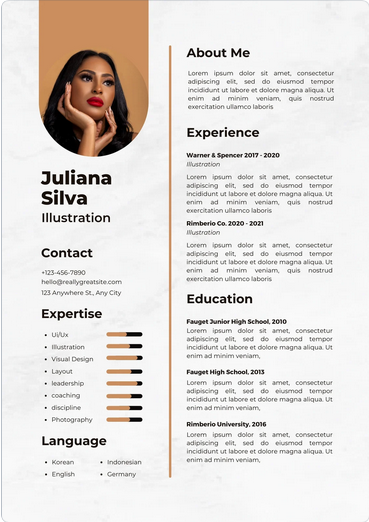 Juliana
Silva
Illustration
Contact
+123-456-7890
hello@reallygreatsite.com
123 Anywhere St., Any City
Expertise
• Ui/Ux
• Illustration
• Visual Design
• Layout
• leadership
• coaching
• discipline
• Photography
Language
• Korean
• Indonesian
• English
• Germany
About Me
Lorem ipsum dolor sit amet, consectetur
adipiscing elit, sed do eiusmod tempor
incididunt ut labore et dolore magna aliqua. Ut
enim ad minim veniam, quis nostrud
exercitation ullamco laboris
Experience
Warner & Spencer 2017 - 2020
Illustration
Lorem ipsum dolor sit amet, consectetur
adipiscing elit, sed do eiusmod tempor
incididunt ut labore et dolore magna aliqua. Ut
enim ad minim veniam, quis nostrud
exercitation ullamco laboris
Rimberio Co. 2020 - 2021
Illustration
Lorem ipsum dolor sit amet, consectetur
adipiscing elit, sed do eiusmod tempor
incididunt ut labore et dolore magna aliqua. Ut
enim ad minim veniam, quis nostrud
exercitation ullamco laboris
Education
Fauget Junior High School, 2010
Lorem ipsum dolor sit amet, consectetur
adipiscing elit, sed do eiusmod tempor
incididunt ut labore et dolore magna aliqua. Ut
enim ad minim veniam,
Fauget High School, 2013
Lorem ipsum dolor sit amet, consectetur
adipiscing elit, sed do eiusmod tempor
incididunt ut labore et dolore magna aliqua. Ut
enim ad minim veniam,
Rimberio University, 2016
Lorem ipsum dolor sit amet, consectetur
adipiscing elit, sed do eiusmod tempor
incididunt ut labore et dolore magna aliqua. Ut
enim ad minim veniam,